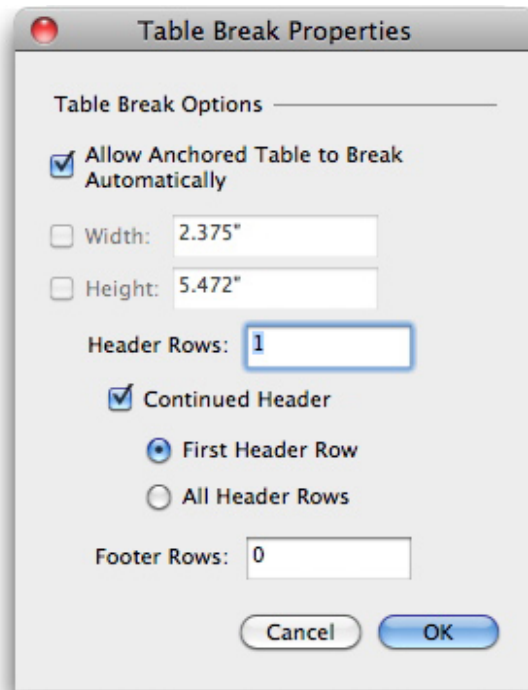 Table Break Properties
Table Break Options
Allow Anchored Table to Break
Automatically
Width: 2.375"
Height: 5.472"
Header Rows: 1
Continued Header
First Header Row
All Header Rows
Footer Rows: 0
Cancel OK